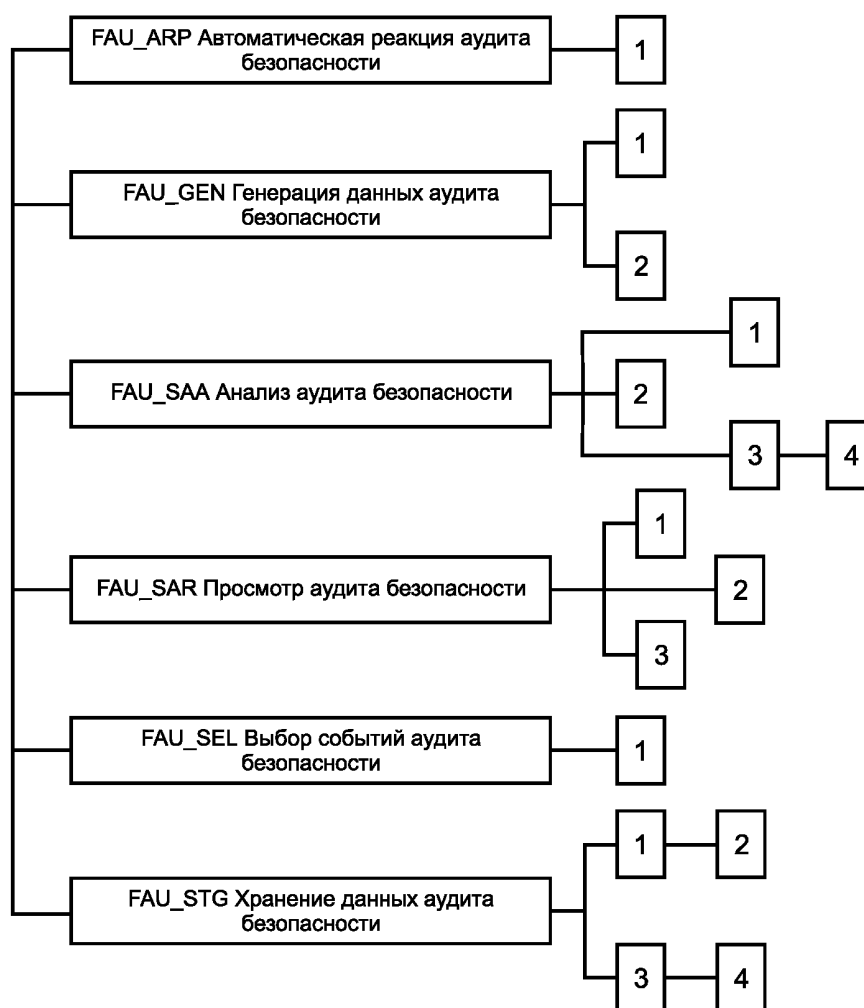 FAU_ARP Автоматическая реакция аудита
безопасности
1
FAU_GEN Генерация данных аудита
безопасности
1
2
FAU_SAA Анализ аудита безопасности
1
2
3
4
FAU_SAR Просмотр аудита безопасности
1
2
3
FAU_SEL Выбор событий аудита
безопасности
1
FAU_STG Хранение данных аудита
безопасности
1
2
3
4